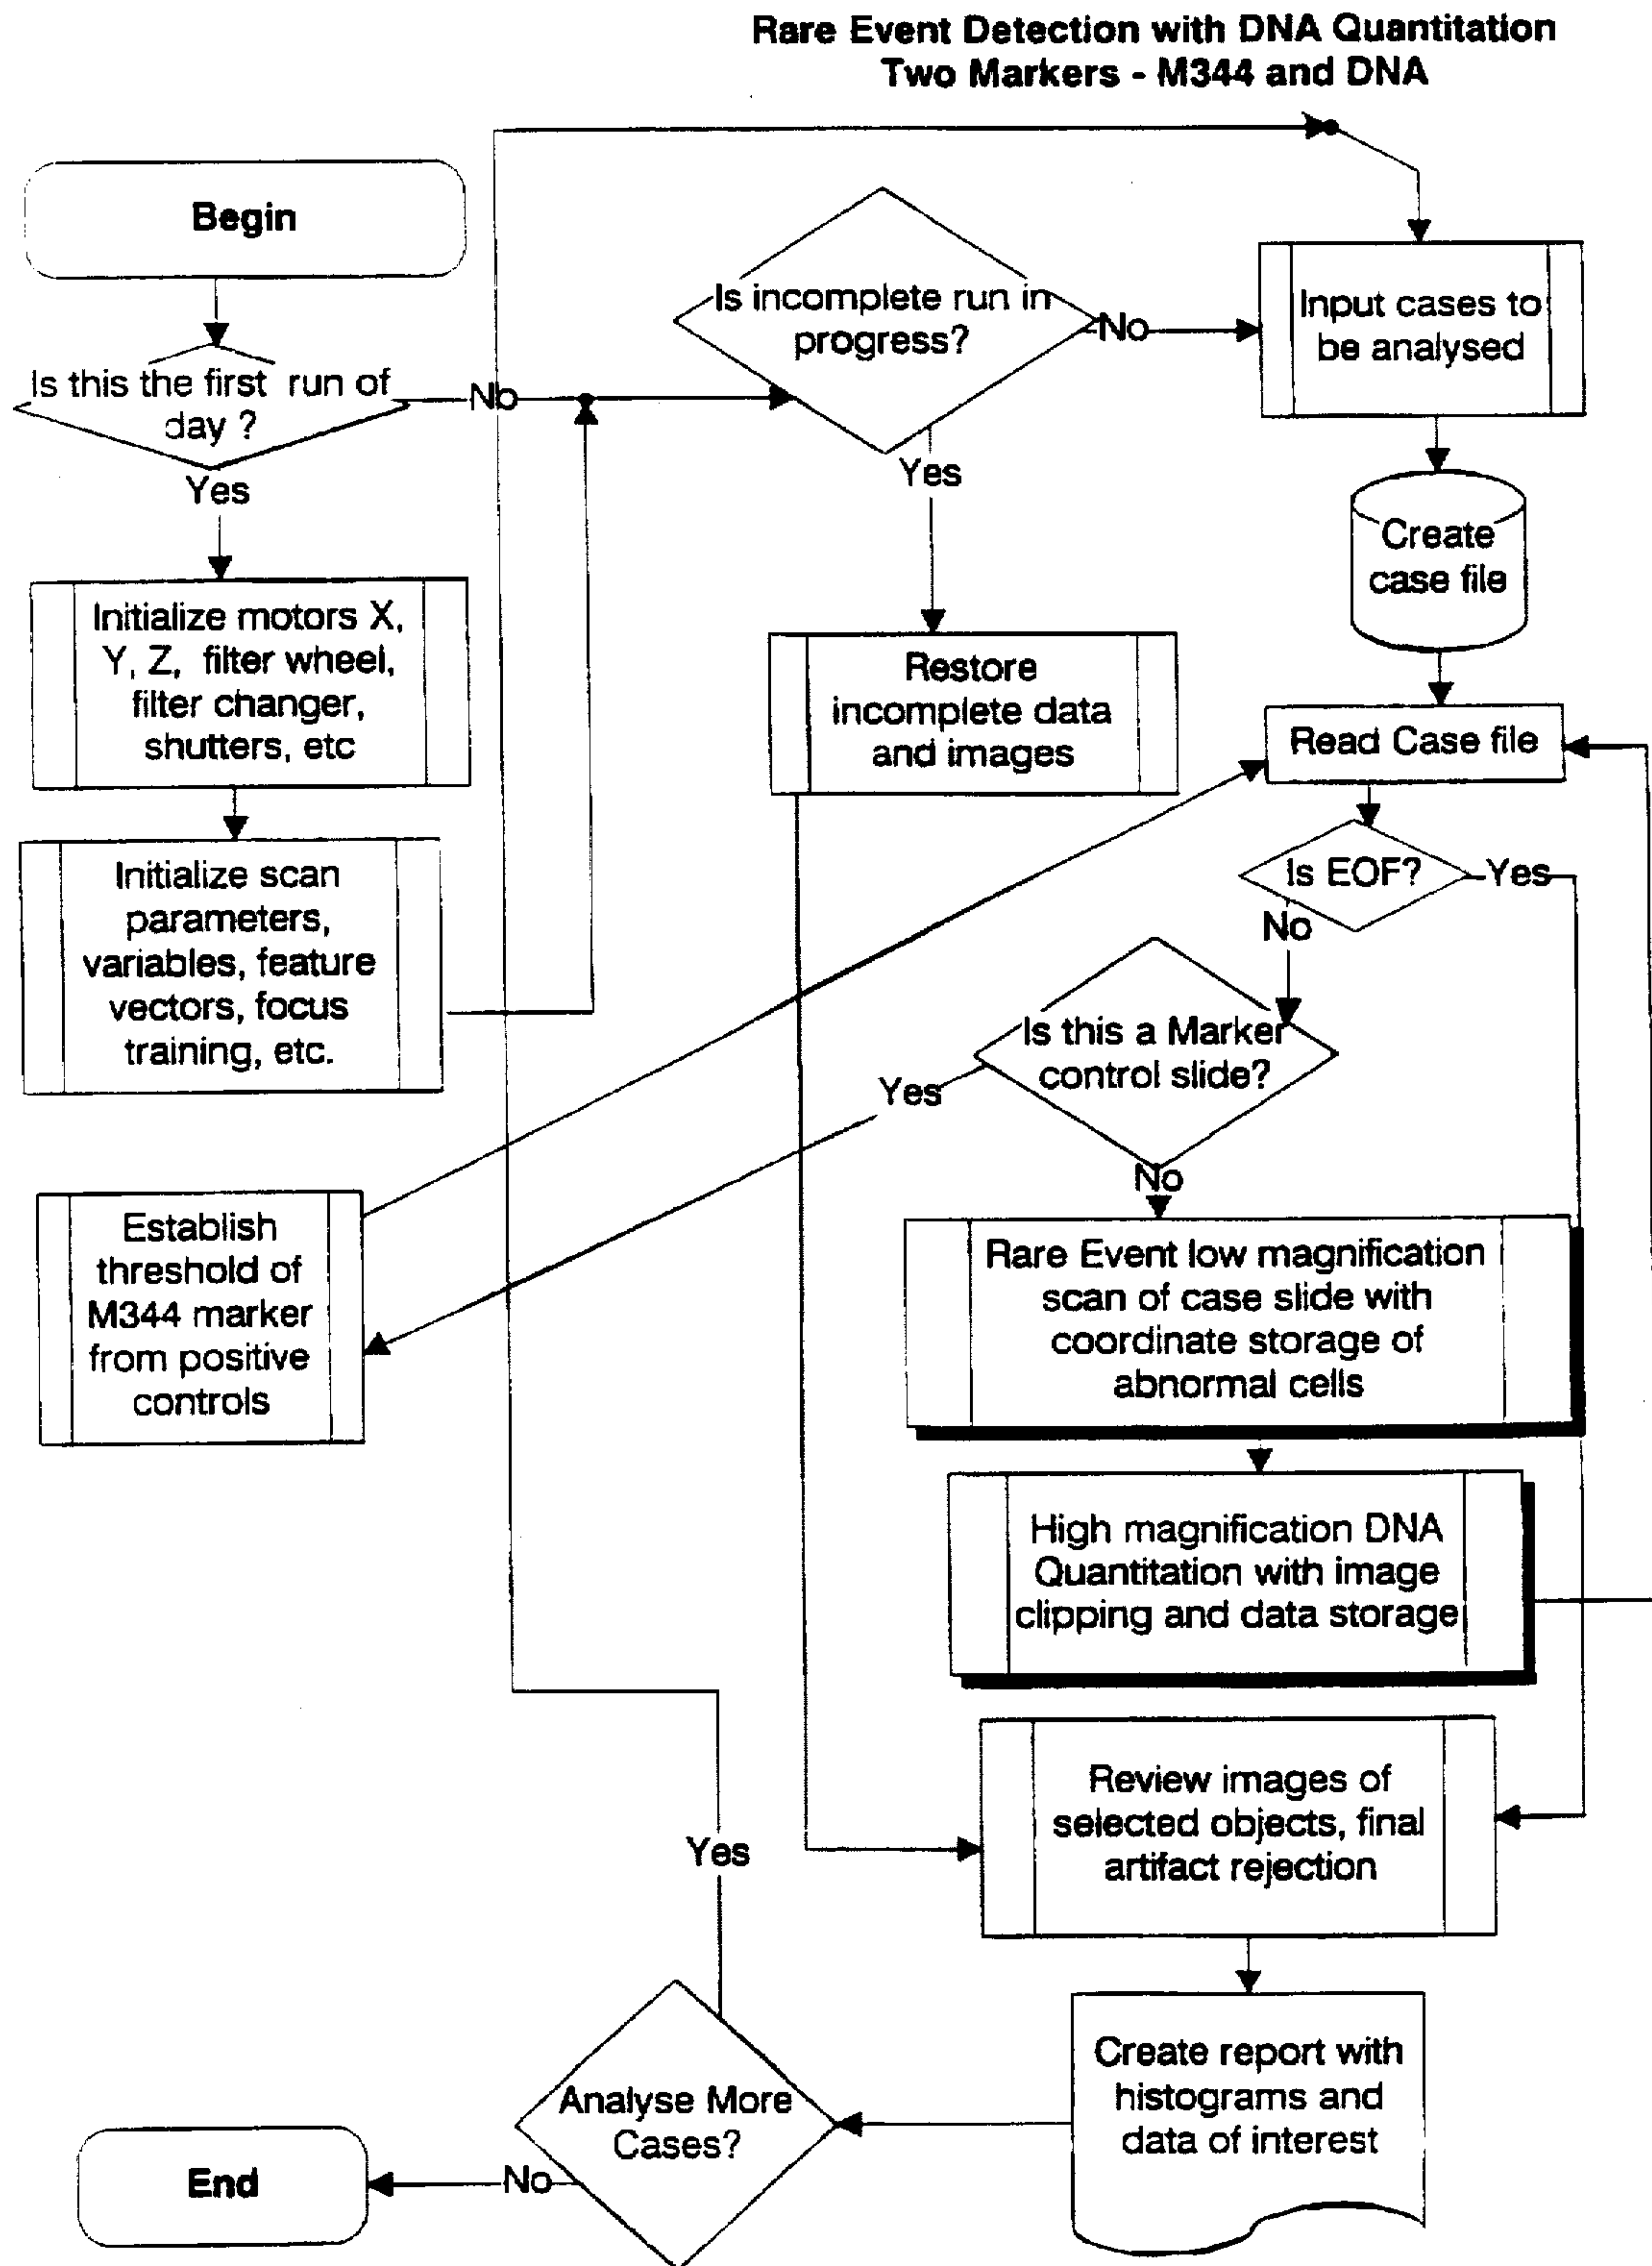 Rare Event Detection with DNA Quantitation
Two Markers - M344 and DNA
Begin
Is this the first run of
day ?
No
Yes
Initialize motors X,
Y, Z, filter wheel,
filter changer,
shutters, etc
Initialize scan
parameters,
variables, feature
vectors, focus
training, etc.
Is incomplete run in
progress?
No
Yes
Restore
incomplete data
and images
Input cases to
be analysed
Create
case file
Read Case file
Is EOF?
Yes
No
Is this a Marker
control slide?
Yes
No
Establish
threshold of
M344 marker
from positive
controls
Rare Event low magnification
scan of case slide with
coordinate storage of
abnormal cells
High magnification DNA
Quantitation with image
clipping and data storage
Review images of
selected objects, final
artifact rejection
Create report with
histograms and
data of interest
Analyse More
Cases?
Yes
No
End